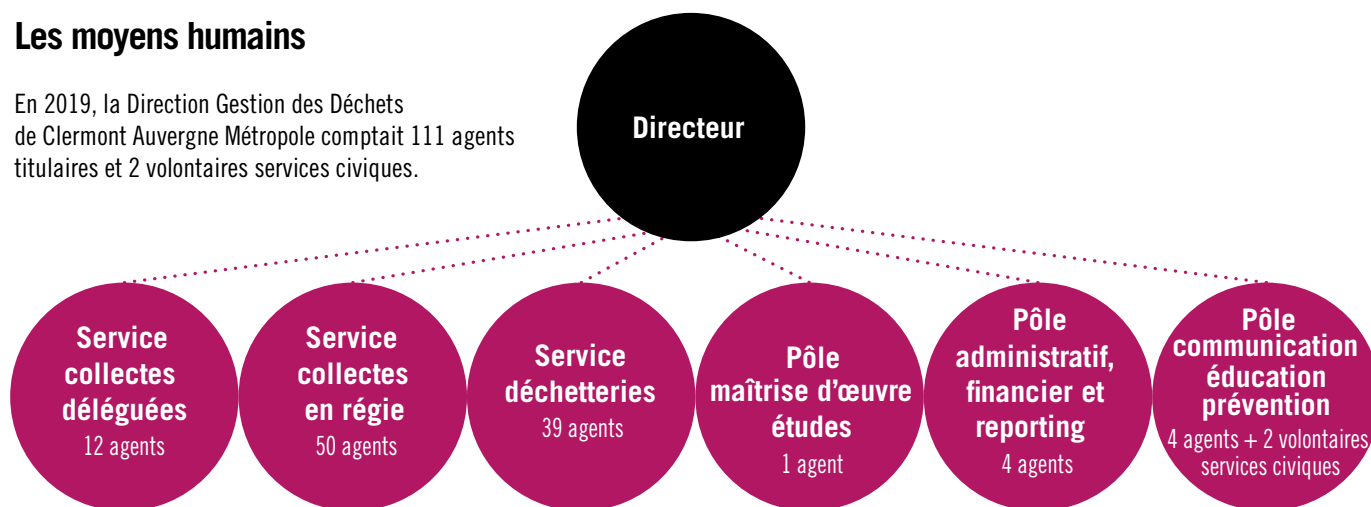 Les moyens humains
En 2019, la Direction Gestion des Déchets
de Clermont Auvergne Métropole comptait 111 agents
titulaires et 2 volontaires services civiques.
Directeur
Service
collectes
déléguées
12 agents
Service
collectes
en régie
50 agents
Service
déchetteries
39 agents
Pôle
maîtrise d'œuvre
études
1 agent
Pôle
administratif,
financier et
reporting
4 agents
Pôle
communication
éducation
prévention
4 agents + 2 volontaires
services civiques